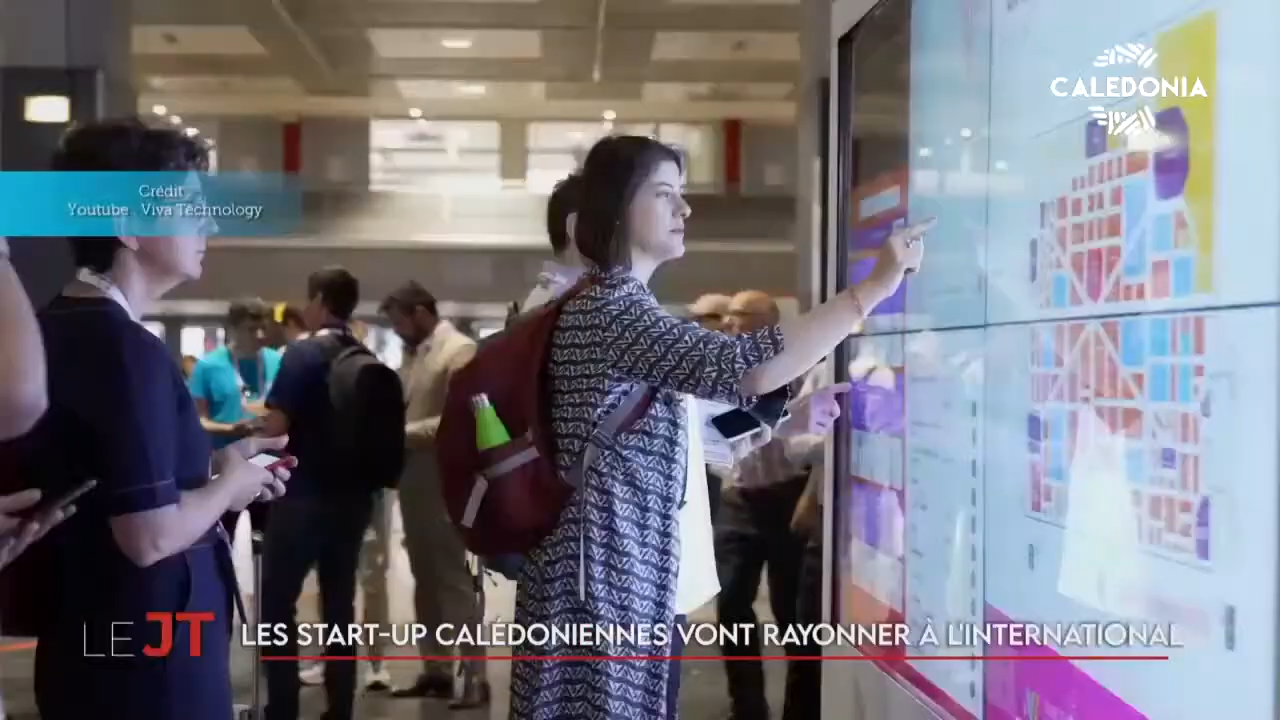 CALEDONIA
Crédit
Youtube Viva Technology
LE JT LES START-UP CALÉDONIENNES VONT RAYONNER À L'INTERNATIONAL